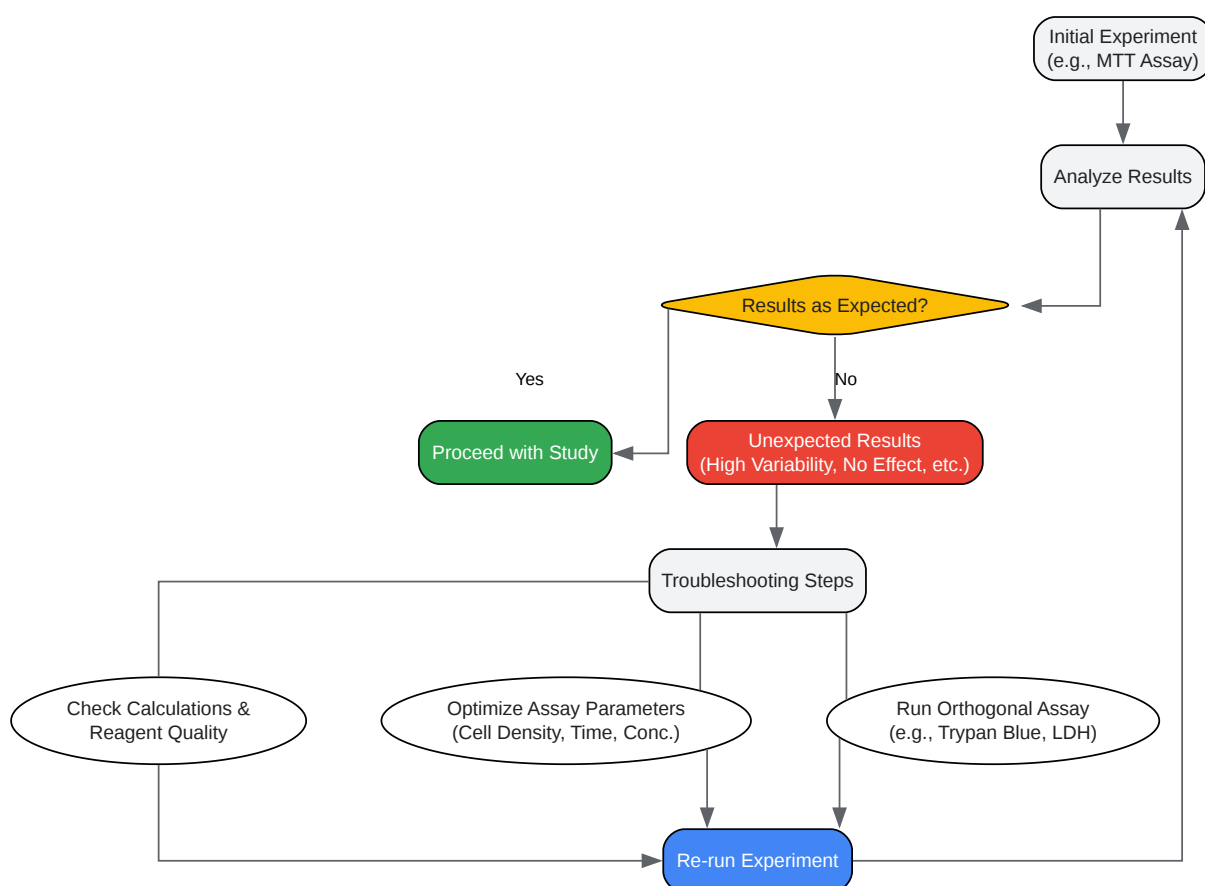 Initial Experiment
(e.g., MTT Assay)
Analyze Results
Results as Expected?
Yes
No
Proceed with Study
Unexpected Results
(High Variability, No Effect, etc.)
Troubleshooting Steps
Check Calculations &
Reagent Quality
Optimize Assay Parameters
(Cell Density, Time, Conc.)
Run Orthogonal Assay
(e.g., Trypan Blue, LDH)
Re-run Experiment